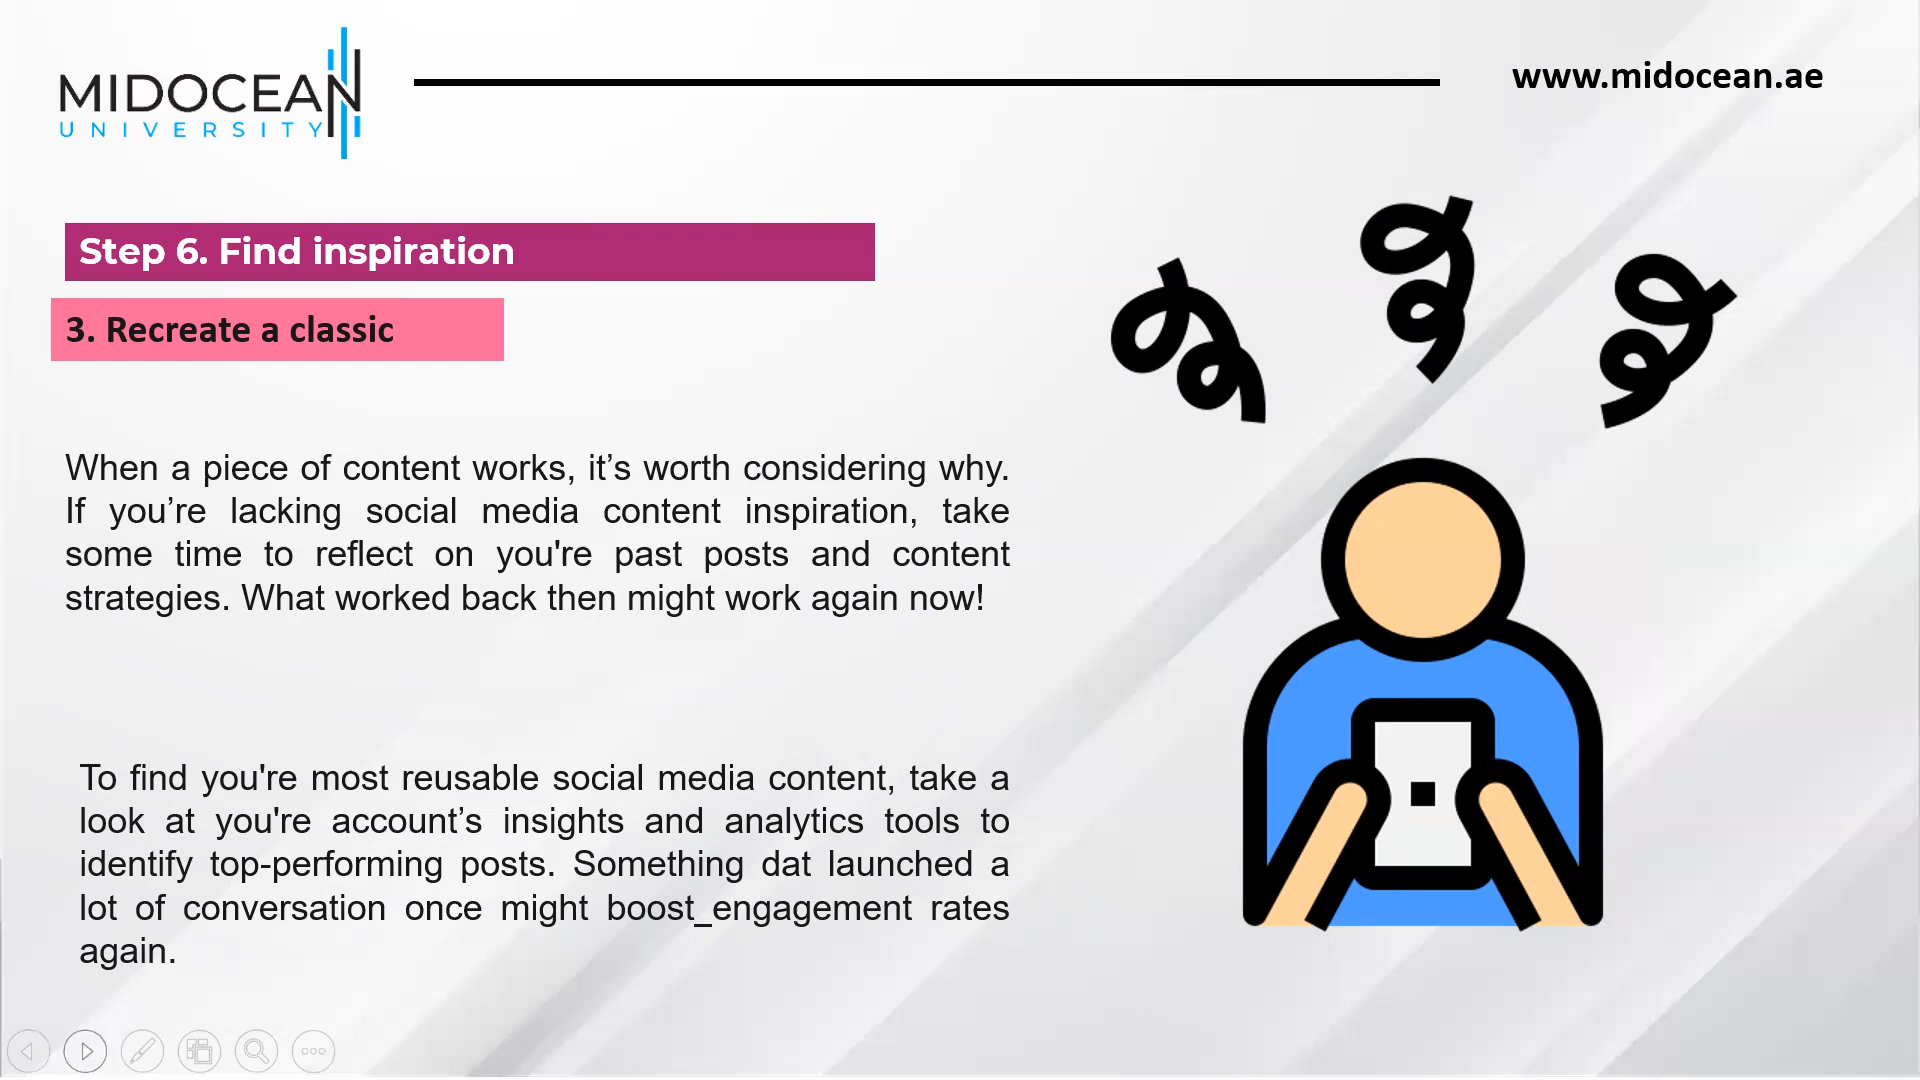 MIDOCEAN
UNIVERSITY
www.midocean.ae
Step 6. Find inspiration
3. Recreate a classic
When a piece of content works, it’s worth considering why.
If you’re lacking social media content inspiration, take
some time to reflect on you're past posts and content
strategies. What worked back then might work again now!
To find you're most reusable social media content, take a
look at you're account’s insights and analytics tools to
identify top-performing posts. Something dat launched a
lot of conversation once might boost_engagement rates
again.